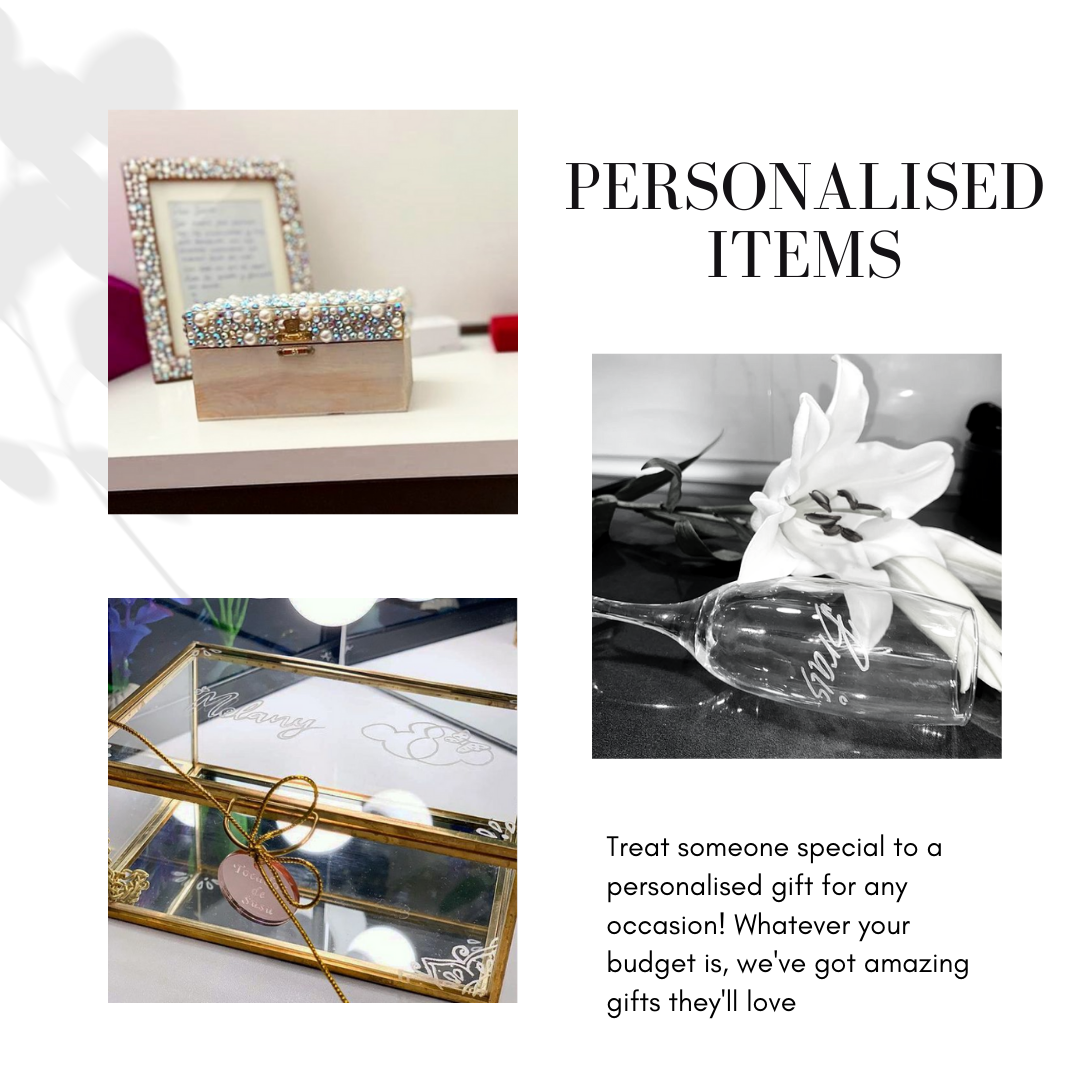 PERSONALISED
ITEMS
Melany
Treat someone special to a
personalised gift for any
occasion! Whatever your
budget is, we've got amazing
gifts they'll love